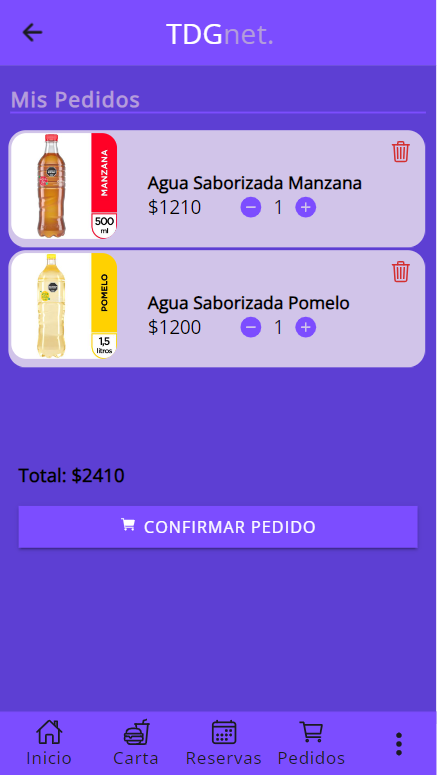 TDGnet.
Mis Pedidos
MANZANA
500
ml
Agua Saborizada Manzana
$1210 1
POMELO
1,5
litros
Agua Saborizada Pomelo
$1200 1
Total: $2410
CONFIRMAR PEDIDO
Inicio Carta Reservas Pedidos